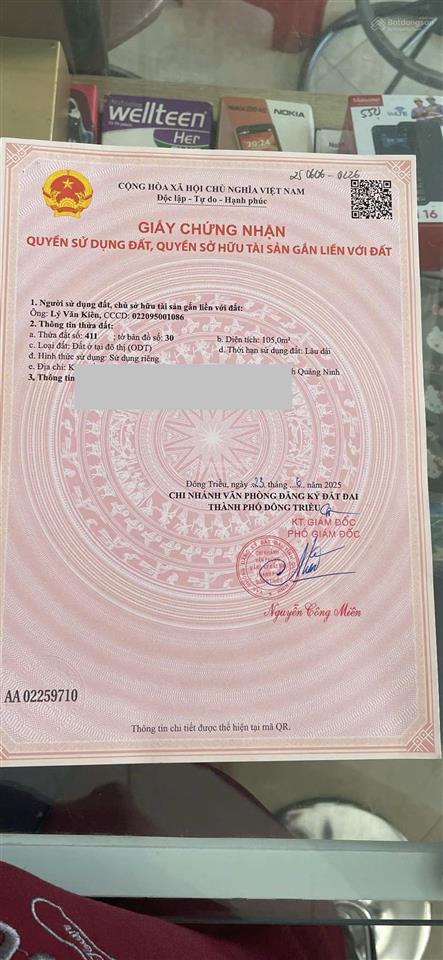 Batdongsan
wellteen
Her
NOKIA
20:24
25 0606 - 0226
CỘNG HÒA XÃ HỘI CHỦ NGHĨA VIỆT NAM
Độc lập - Tự do - Hạnh phúc
GIẤY CHỨNG NHẬN
QUYỀN SỬ DỤNG ĐẤT, QUYỀN SỞ HỮU TÀI SẢN GẮN LIỀN VỚI ĐẤT
1. Người sử dụng đất, chủ sở hữu tài sản gắn liền với đất:
Ông: Lý Văn Kiên, CCCD: 022095001086
2. Thông tin thửa đất:
a. Thửa đất số: 411 ; tờ bản đồ số: 30 b. Diện tích: 105,0m²
c. Loại đất: Đất ở tại đô thị (ODT) d. Thời hạn sử dụng đất: Lâu dài
đ. Hình thức sử dụng: Sử dụng riêng
e. Địa chỉ: K h Quảng Ninh
3. Thông tin
Đông Triều, ngày 23 tháng 6 năm 2025
CHI NHÁNH VĂN PHÒNG ĐĂNG KÝ ĐẤT ĐAI
THÀNH PHỐ ĐÔNG TRIỀU
KT. GIÁM ĐỐC
PHÓ GIÁM ĐỐC
Nguyễn Công Miên
AA 02259710
Thông tin chi tiết được thể hiện tại mã QR.